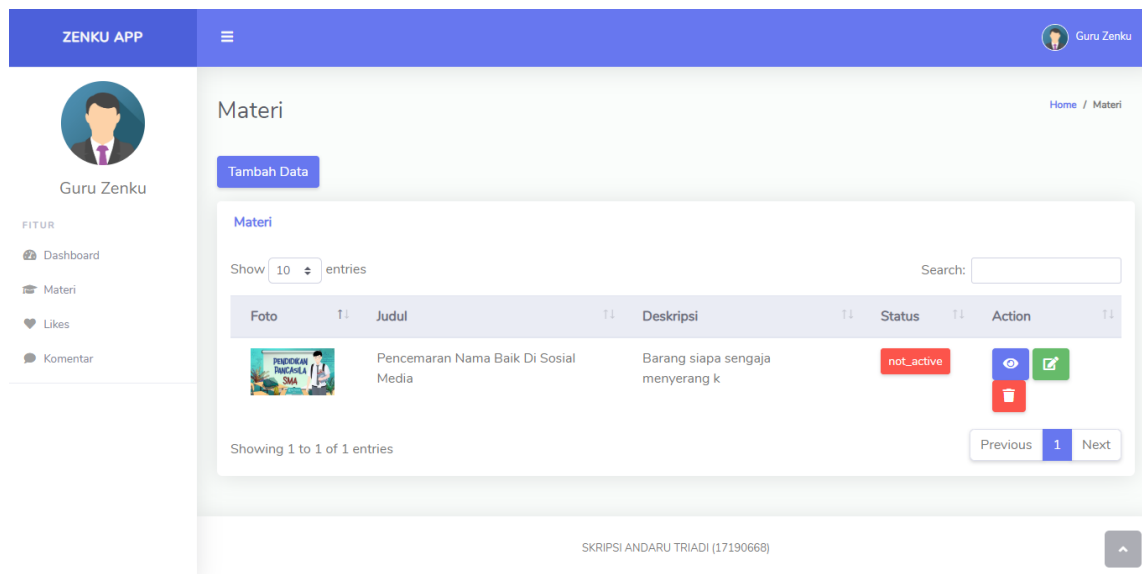 ZENKU APP
Guru Zenku
Guru Zenku
FITUR
Dashboard
Materi
Likes
Komentar
Materi
Home / Materi
Tambah Data
Materi
Show 10 entries
Search:
Foto Judul Deskripsi Status Action
PENDIDIKAN
PANCASILA
SMA
Pencemaran Nama Baik Di Sosial
Media
Barang siapa sengaja
menyerang k
not_active
Showing 1 to 1 of 1 entries
Previous 1 Next
SKRIPSI ANDARU TRIADI (17190668)